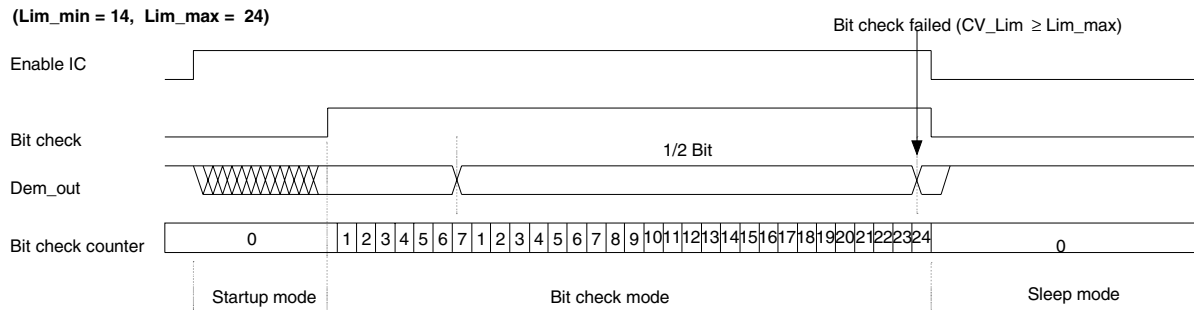 (Lim_min = 14, Lim_max = 24)
Bit check failed (CV_Lim ≥ Lim_max)
Enable IC
Bit check
1/2 Bit
Dem_out
Bit check counter
0 1 2 3 4 5 6 7 1 2 3 4 5 6 7 8 9 10 11 12 13 14 15 16 17 18 19 20 21 22 23 24 0
Startup mode Bit check mode Sleep mode